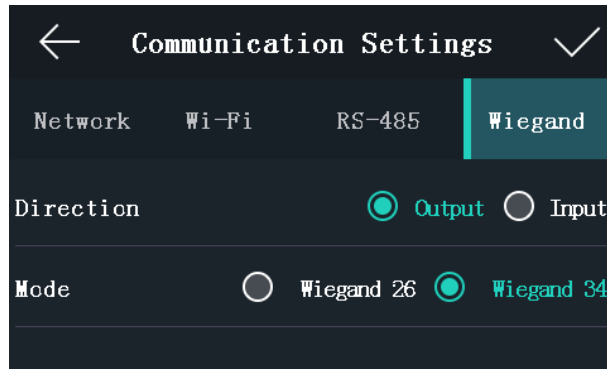 Communication Settings
Network Wi-Fi RS-485 Wiegand
Direction Output Input
Mode Wiegand 26 Wiegand 34